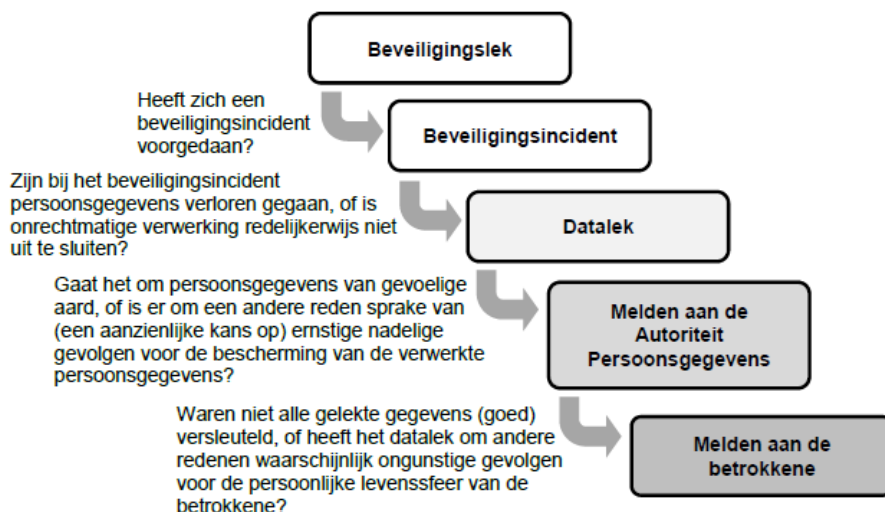 Beveiligingslek
Heeft zich een
beveiligingsincident
voorgedaan?
Beveiligingsincident
Zijn bij het beveiligingsincident
persoonsgegevens verloren gegaan, of is
onrechtmatige verwerking redelijkerwijs niet
uit te sluiten?
Datalek
Gaat het om persoonsgegevens van gevoelige
aard, of is er om een andere reden sprake van
(een aanzienlijke kans op) ernstige nadelige
gevolgen voor de bescherming van de verwerkte
persoonsgegevens?
Melden aan de
Autoriteit
Persoonsgegevens
Waren niet alle gelekte gegevens (goed)
versleuteld, of heeft het datalek om andere
redenen waarschijnlijk ongunstige gevolgen
voor de persoonlijke levenssfeer van de
betrokkene?
Melden aan de
betrokkene